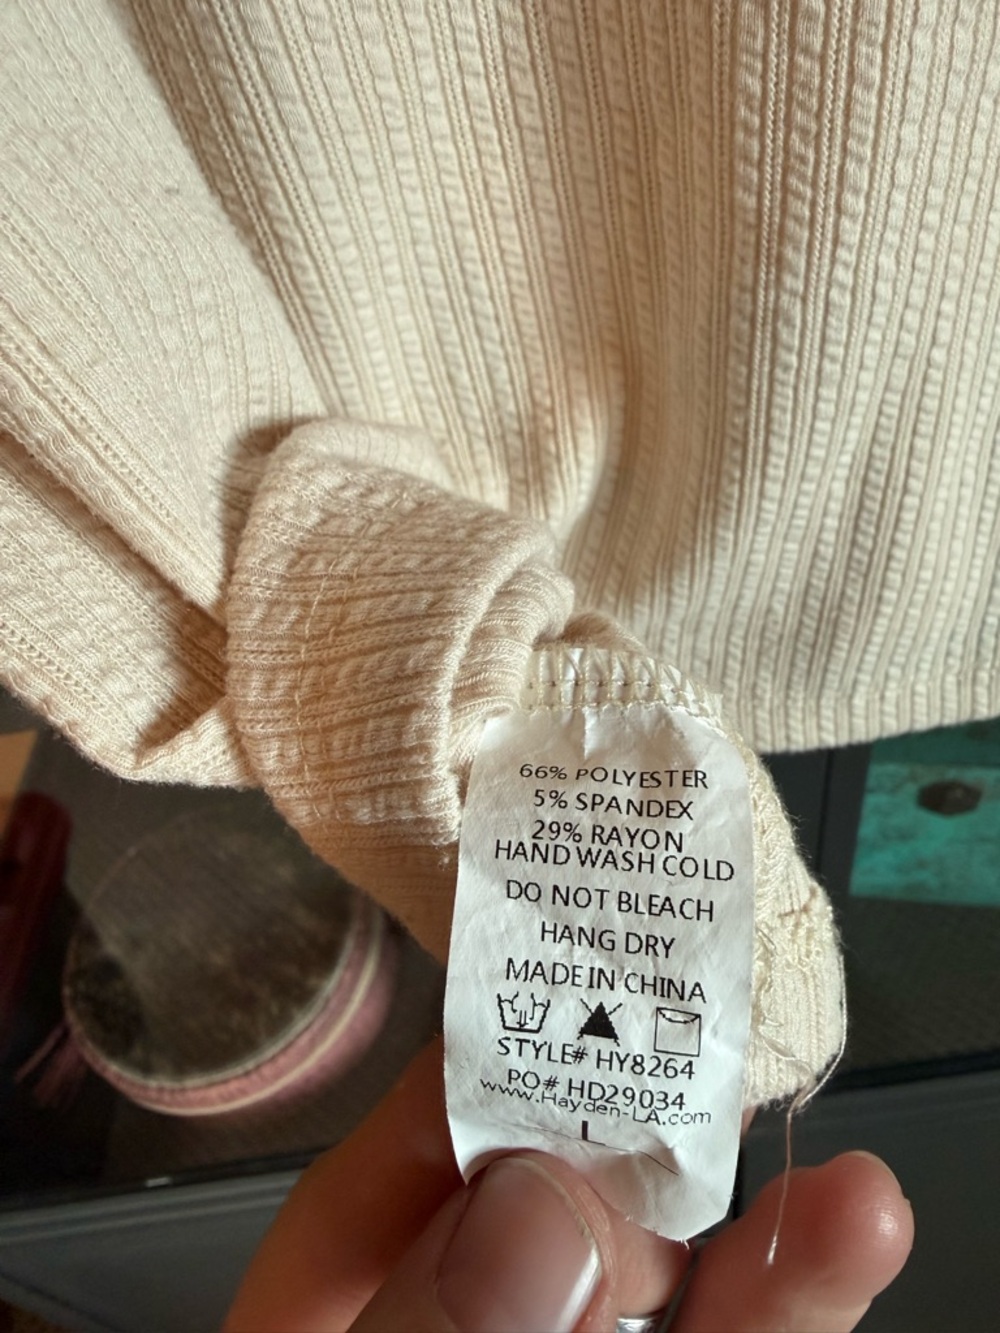 66% POLYESTER
5% SPANDEX
29% RAYON
HAND WASH COLD
DO NOT BLEACH
HANG DRY
MADE IN CHINA
STYLE# HY8264
PO# HD29034
www.Hayden-LA.com
L